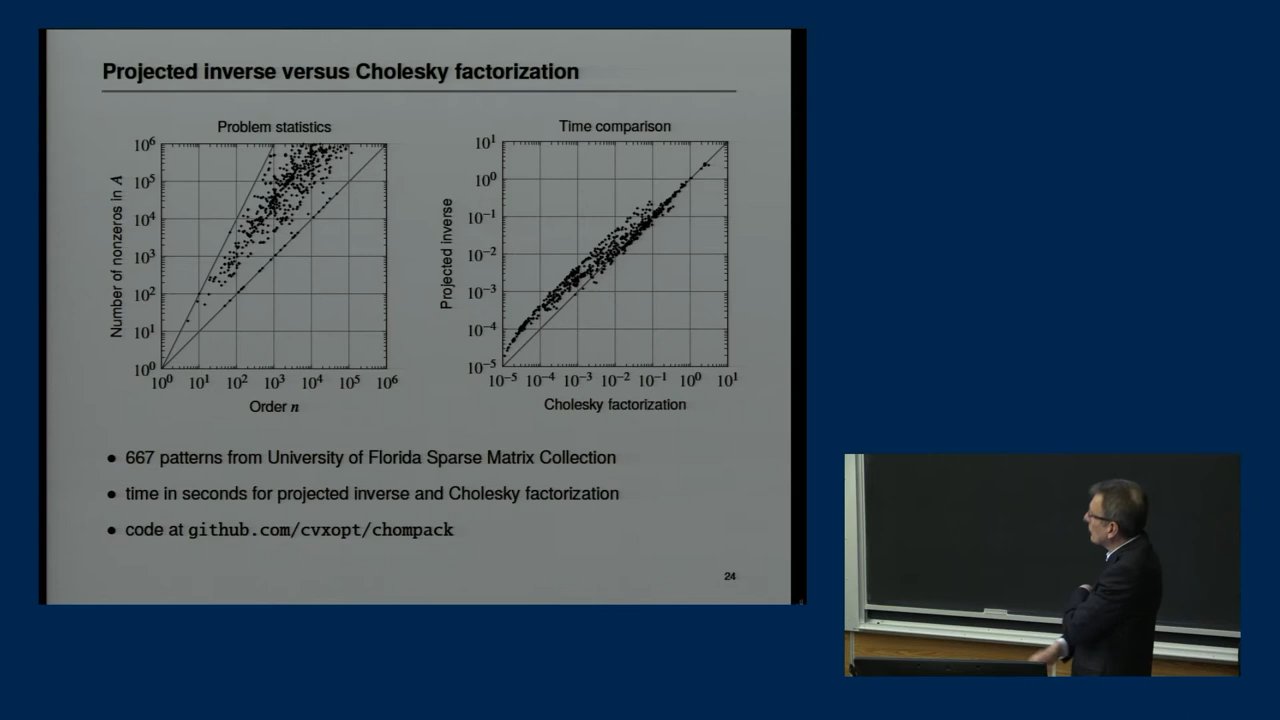 Projected inverse versus Cholesky factorization
Problem statistics
Number of nonzeros in A
10⁶
10⁵
10⁴
10³
10²
10¹
10⁰
10⁰ 10¹ 10² 10³ 10⁴ 10⁵ 10⁶
Order n
Time comparison
Projected inverse
10¹
10⁰
10⁻¹
10⁻²
10⁻³
10⁻⁴
10⁻⁵
10⁻⁵ 10⁻⁴ 10⁻³ 10⁻² 10⁻¹ 10⁰ 10¹
Cholesky factorization
• 667 patterns from University of Florida Sparse Matrix Collection
• time in seconds for projected inverse and Cholesky factorization
• code at github.com/cvxopt/chompack
24